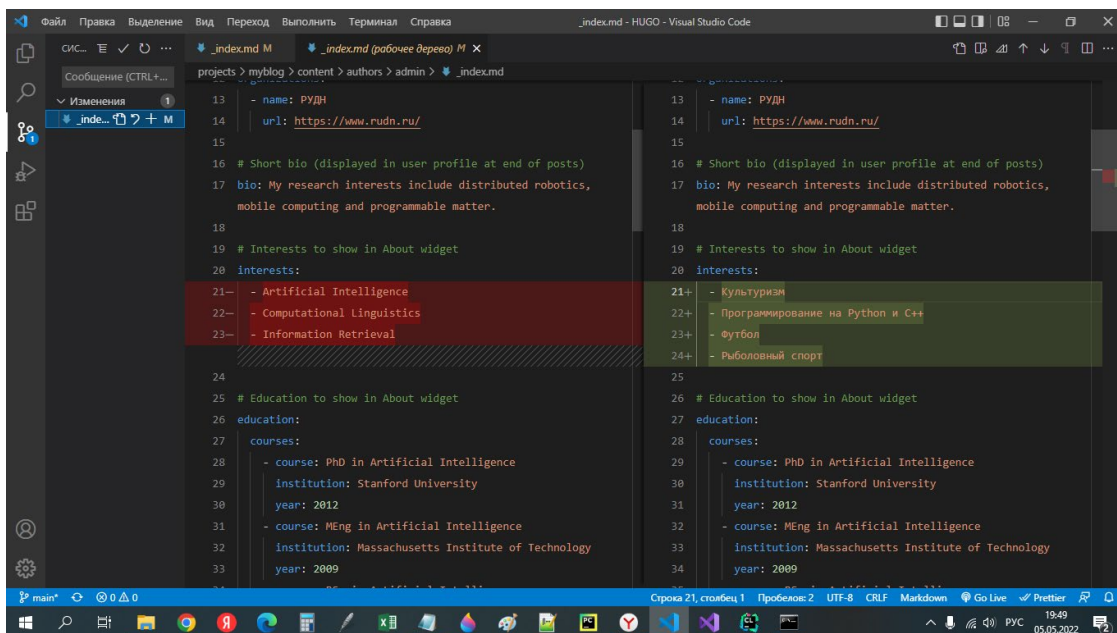 Файл Правка Выделение Вид Переход Выполнить Терминал Справка
_index.md - HUGO - Visual Studio Code
СИС...
_index.md M
_index.md (рабочее дерево) M
Сообщение (CTRL+...
projects > myblog > content > authors > admin > _index.md
Изменения 1
_inde... M
13 - name: РУДН
14 url: https://www.rudn.ru/
15
16 # Short bio (displayed in user profile at end of posts)
17 bio: My research interests include distributed robotics,
mobile computing and programmable matter.
18
19 # Interests to show in About widget
20 interests:
21— - Artificial Intelligence
22— - Computational Linguistics
23— - Information Retrieval
24
25 # Education to show in About widget
26 education:
27 courses:
28 - course: PhD in Artificial Intelligence
29 institution: Stanford University
30 year: 2012
31 - course: MEng in Artificial Intelligence
32 institution: Massachusetts Institute of Technology
33 year: 2009
13 - name: РУДН
14 url: https://www.rudn.ru/
15
16 # Short bio (displayed in user profile at end of posts)
17 bio: My research interests include distributed robotics,
mobile computing and programmable matter.
18
19 # Interests to show in About widget
20 interests:
21+ - Культуризм
22+ - Программирование на Python и C++
23+ - Футбол
24+ - Рыболовный спорт
25
26 # Education to show in About widget
27 education:
28 courses:
29 - course: PhD in Artificial Intelligence
30 institution: Stanford University
31 year: 2012
32 - course: MEng in Artificial Intelligence
33 institution: Massachusetts Institute of Technology
34 year: 2009
main* 0 0
Строка 21, столбец 1 Пробелов: 2 UTF-8 CRLF Markdown Go Live Prettier
РУС
19:49
05.05.2022